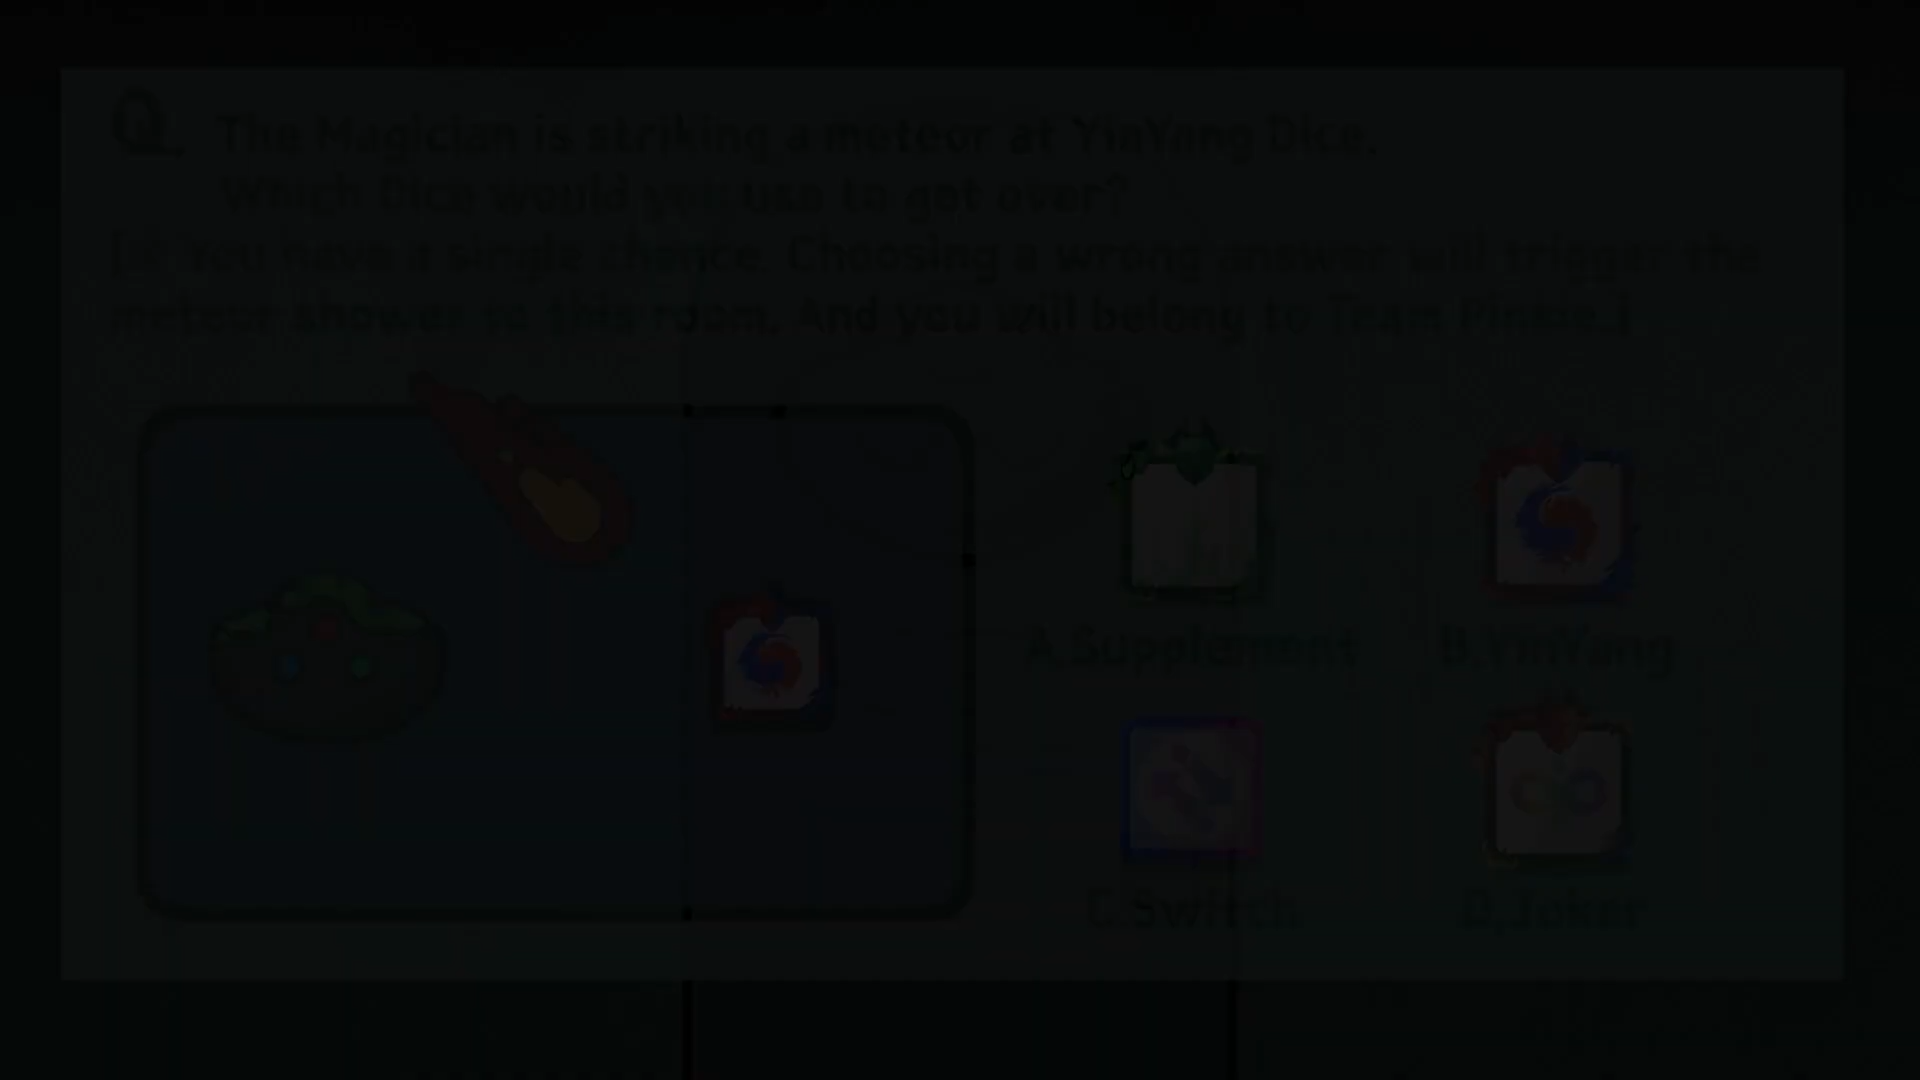 Q. The Magician is striking a meteor at YinYang Dice.
Which Dice would you use to get over?
You have a single chance. Choosing a wrong answer will trigger the
meteor shower to this room. And you will belong to Team
A.Supplement
B.YinYang
C.Switch
D.Joker